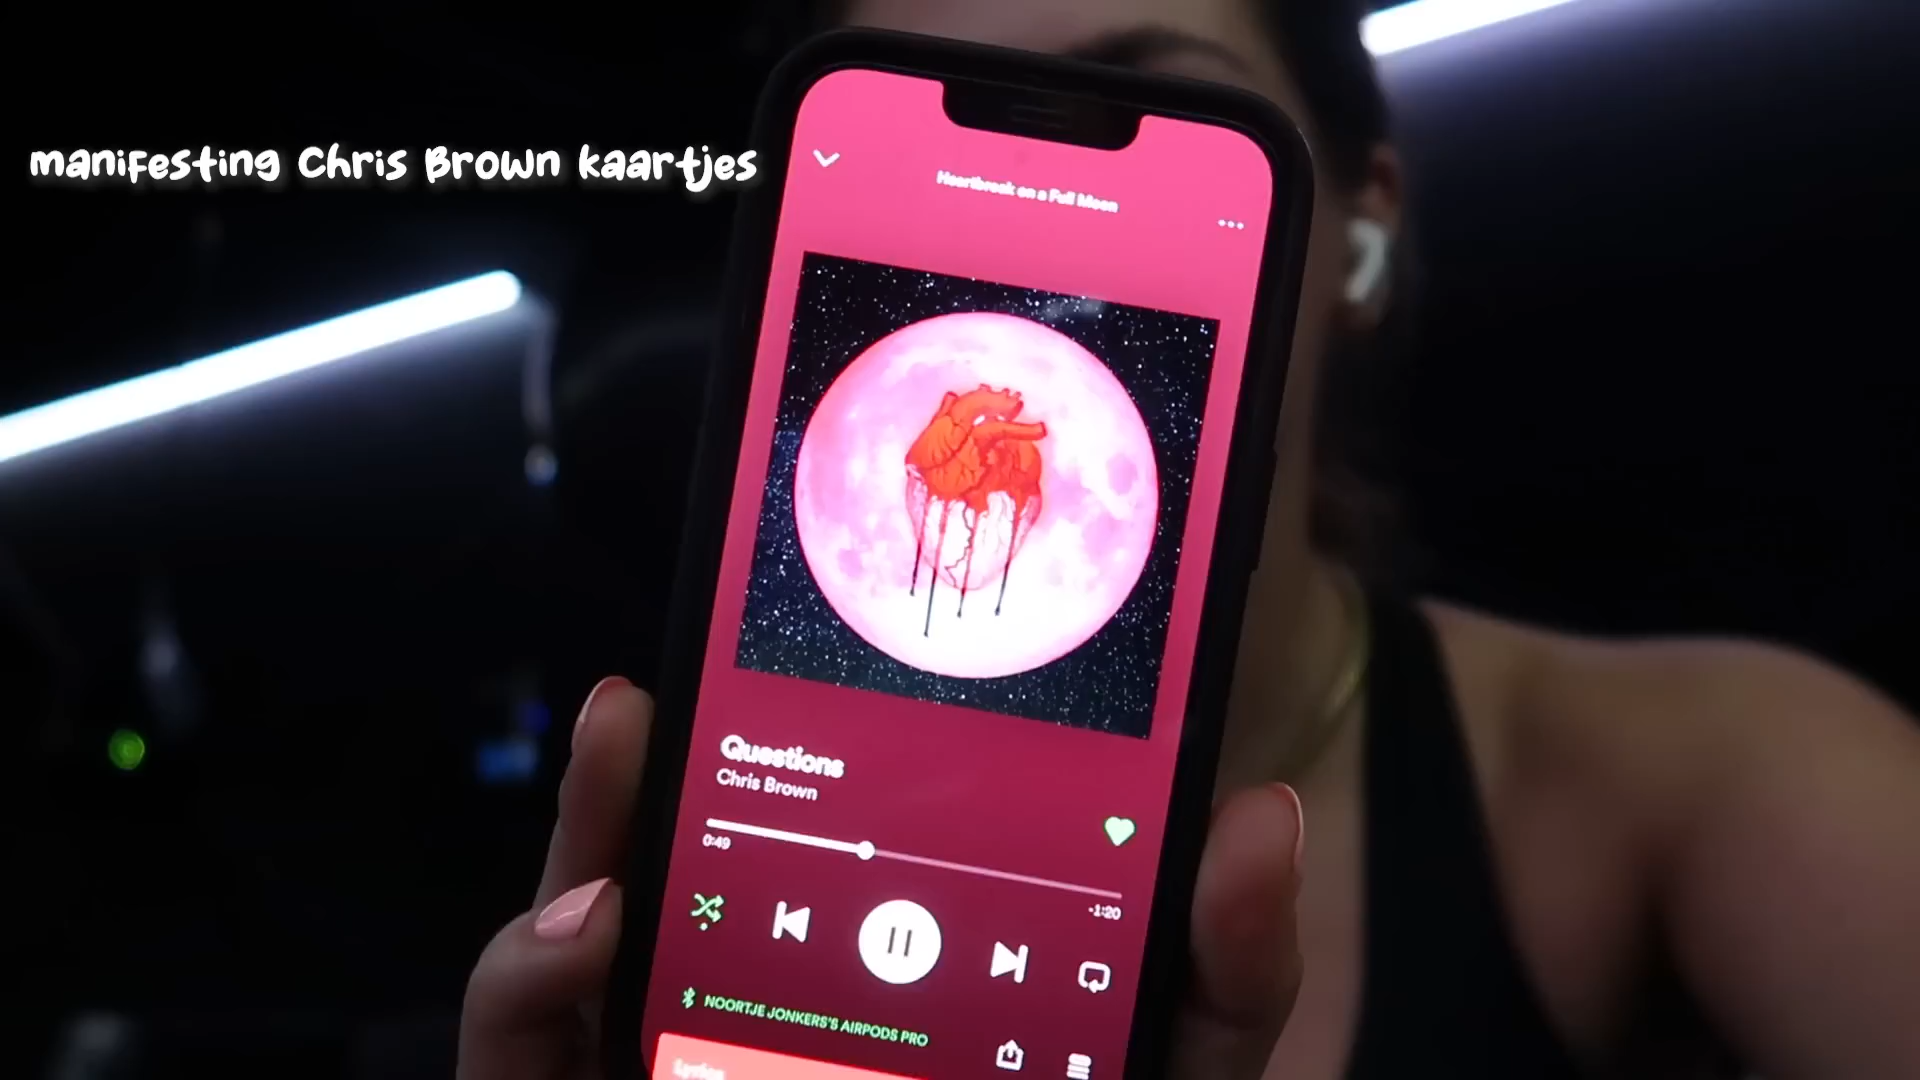 manifesting Chris Brown kaartjes
Heartbreak on a Full Moon
Questions
Chris Brown
0:49
-1:20
NOORTJE JONKERS'S AIRPODS PRO
Lyrics